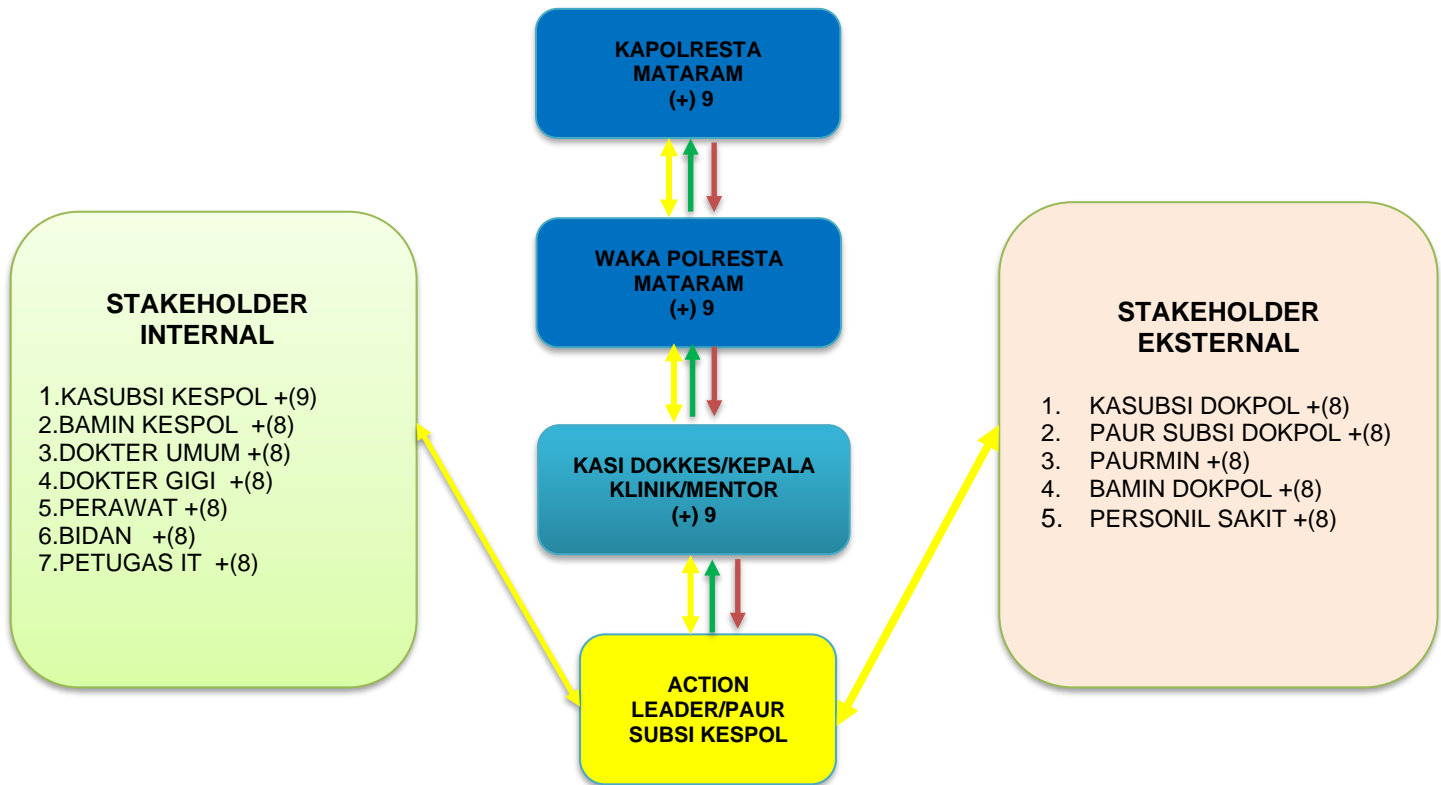 KAPOLRESTA
MATARAM
(+) 9
WAKA POLRESTA
MATARAM
(+) 9
STAKEHOLDER
INTERNAL
1.KASUBSI KESPOL +(9)
2.BAMIN KESPOL +(8)
3.DOKTER UMUM +(8)
4.DOKTER GIGI +(8)
5.PERAWAT +(8)
6.BIDAN +(8)
7.PETUGAS IT +(8)
KASI DOKKES/KEPALA
KLINIK/MENTOR
(+) 9
STAKEHOLDER
EKSTERNAL
1. KASUBSI DOKPOL +(8)
2. PAUR SUBSI DOKPOL +(8)
3. PAURMIN +(8)
4. BAMIN DOKPOL +(8)
5. PERSONIL SAKIT +(8)
ACTION
LEADER/PAUR
SUBSI KESPOL